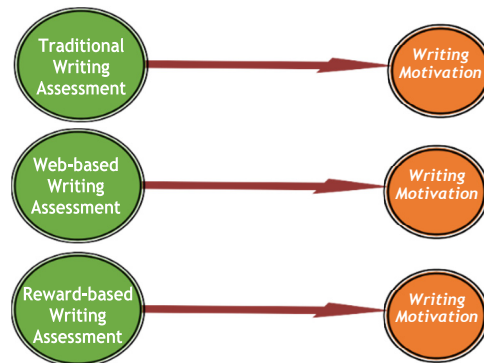 Traditional
Writing
Assessment
Writing
Motivation
Web-based
Writing
Assessment
Writing
Motivation
Reward-based
Writing
Assessment
Writing
Motivation